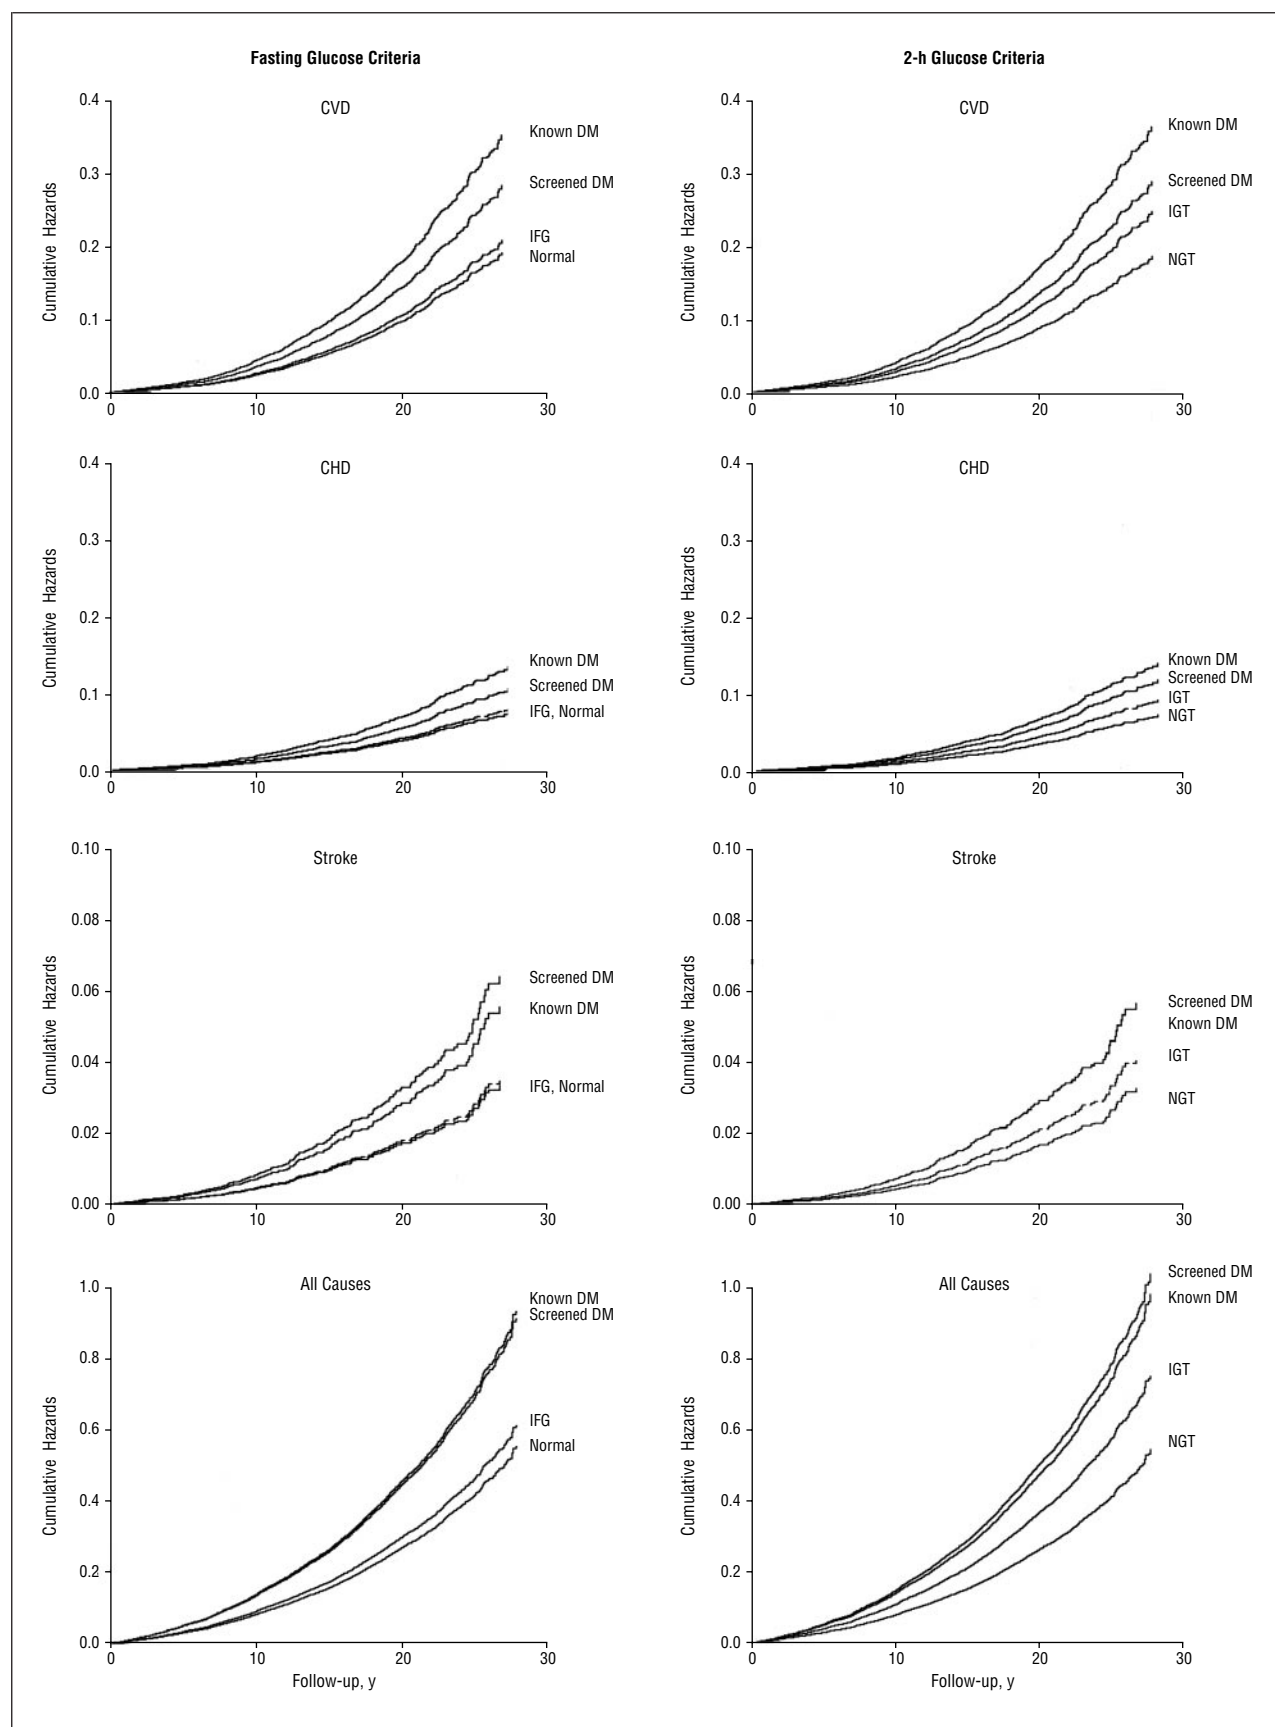 Fasting Glucose Criteria
CVD
0.4
0.3
0.2
0.1
0.0
Cumulative Hazards
Known DM
Screened DM
IFG
Normal
0 10 20 30
CHD
0.4
0.3
0.2
0.1
0.0
Cumulative Hazards
Known DM
Screened DM
IFG, Normal
0 10 20 30
Stroke
0.10
0.08
0.06
0.04
0.02
0.00
Cumulative Hazards
Screened DM
Known DM
IFG, Normal
0 10 20 30
All Causes
1.0
0.8
0.6
0.4
0.2
0.0
Cumulative Hazards
Known DM
Screened DM
IFG
Normal
0 10 20 30
Follow-up, y
2-h Glucose Criteria
CVD
0.4
0.3
0.2
0.1
0.0
Cumulative Hazards
Known DM
Screened DM
IGT
NGT
0 10 20 30
CHD
0.4
0.3
0.2
0.1
0.0
Cumulative Hazards
Known DM
Screened DM
IGT
NGT
0 10 20 30
Stroke
0.10
0.08
0.06
0.04
0.02
0.00
Cumulative Hazards
Screened DM
Known DM
IGT
NGT
0 10 20 30
All Causes
1.0
0.8
0.6
0.4
0.2
0.0
Cumulative Hazards
Screened DM
Known DM
IGT
NGT
0 10 20 30
Follow-up, y